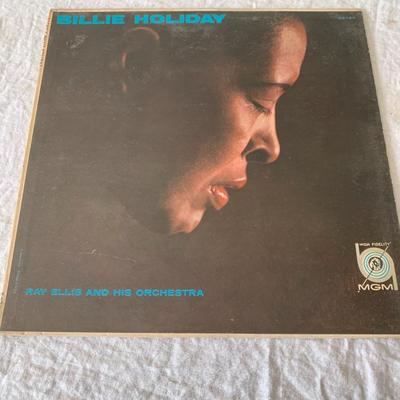 BILLIE HOLIDAY
RAY ELLIS AND HIS ORCHESTRA
HIGH FIDELITY
MGM